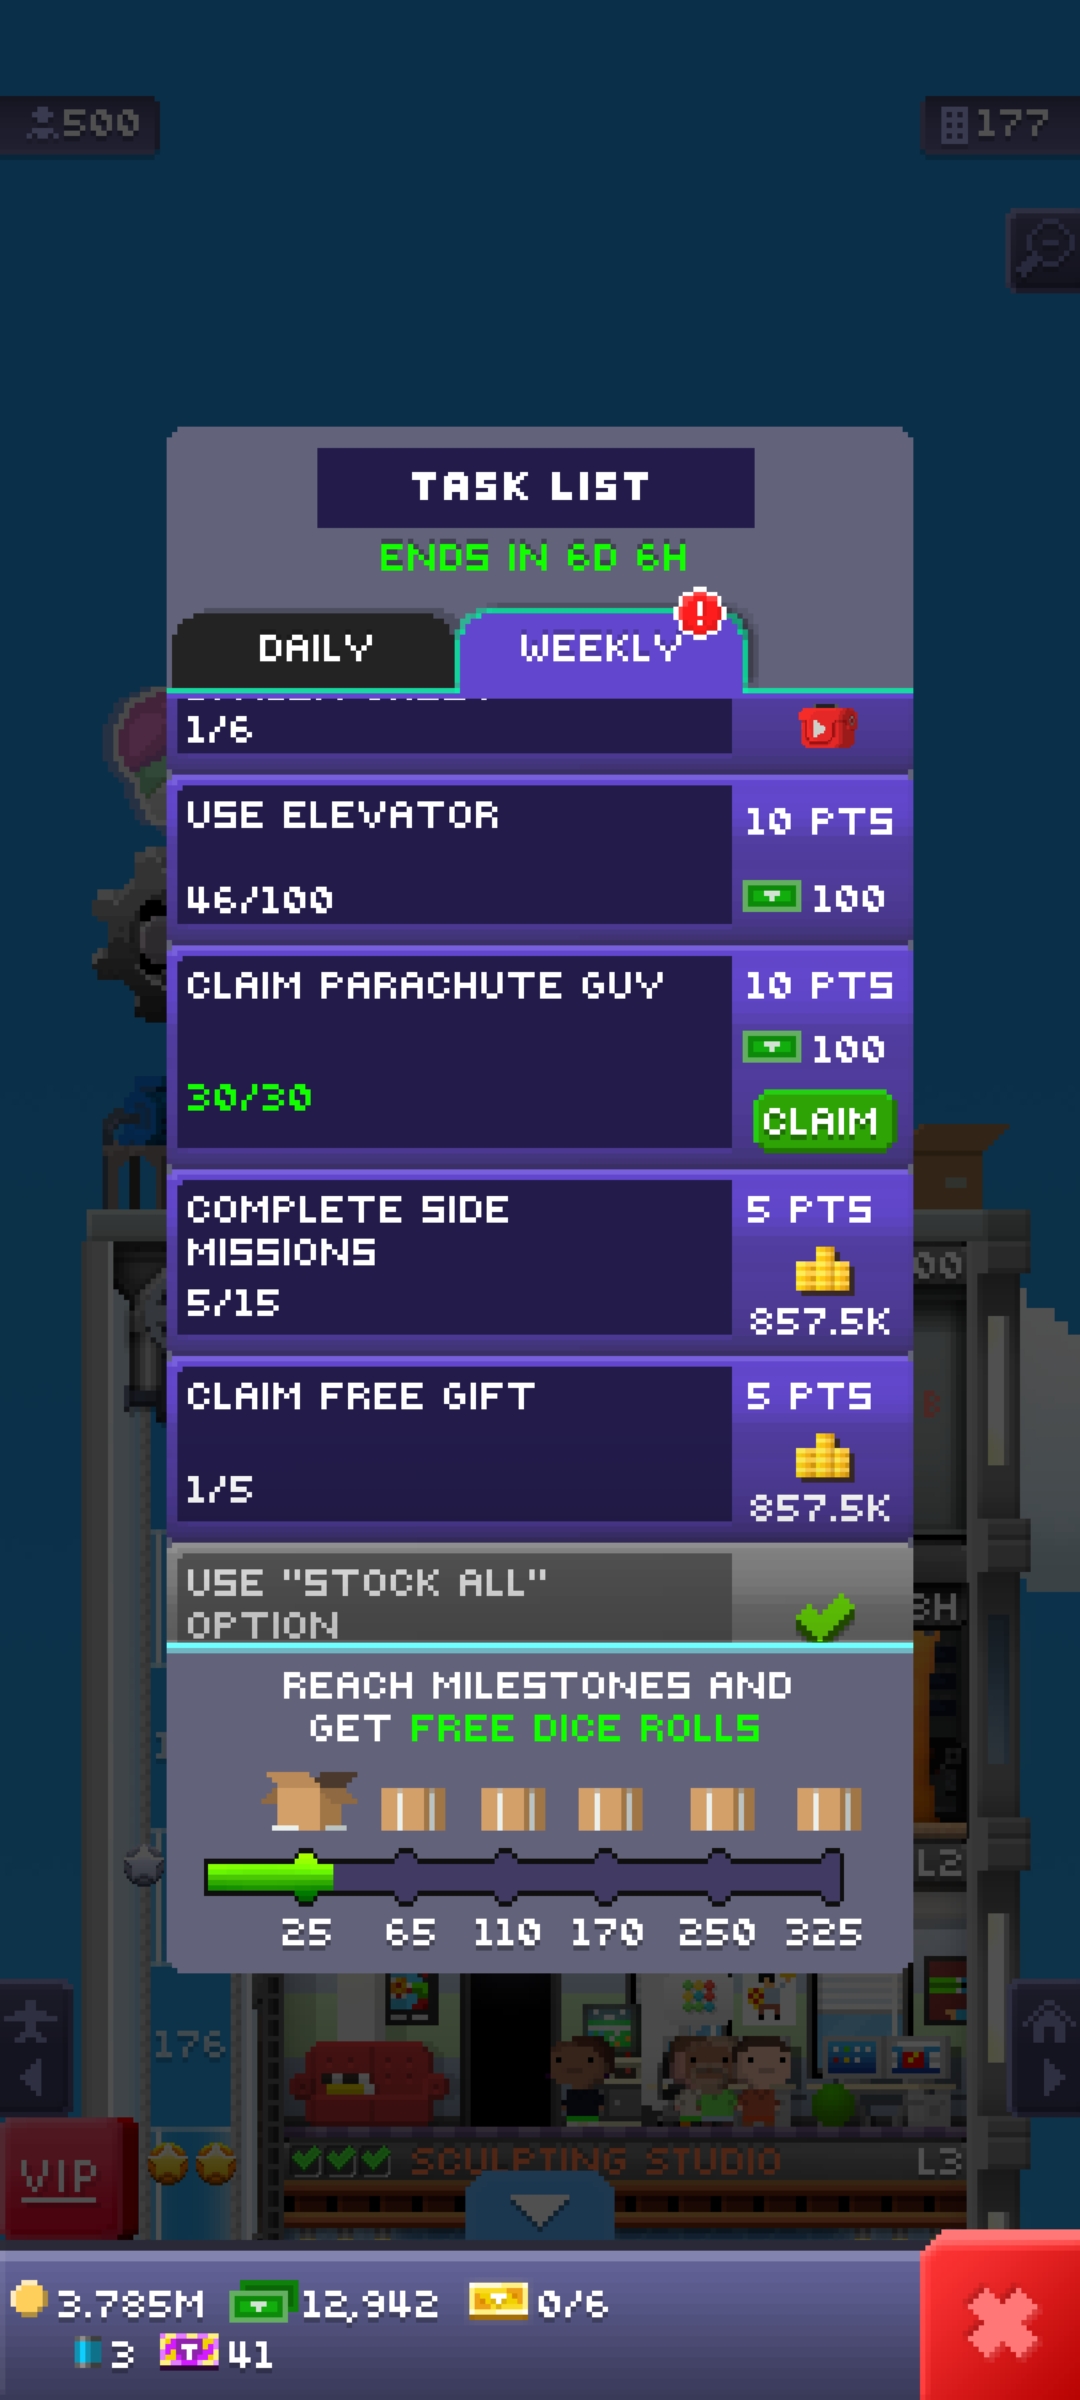 500
177
TASK LIST
ENDS IN 6D 6H
DAILY
WEEKLY
!
1/6
USE ELEVATOR
10 PTS
46/100
100
CLAIM PARACHUTE GUY
10 PTS
100
30/30
CLAIM
COMPLETE SIDE
MISSIONS
5 PTS
5/15
857.5K
CLAIM FREE GIFT
5 PTS
1/5
857.5K
USE "STOCK ALL"
OPTION
REACH MILESTONES AND
GET FREE DICE ROLLS
25 65 110 170 250 325
L2
176
VIP
SCULPTING STUDIO
L3
3.785M
12,942
0/6
3
41